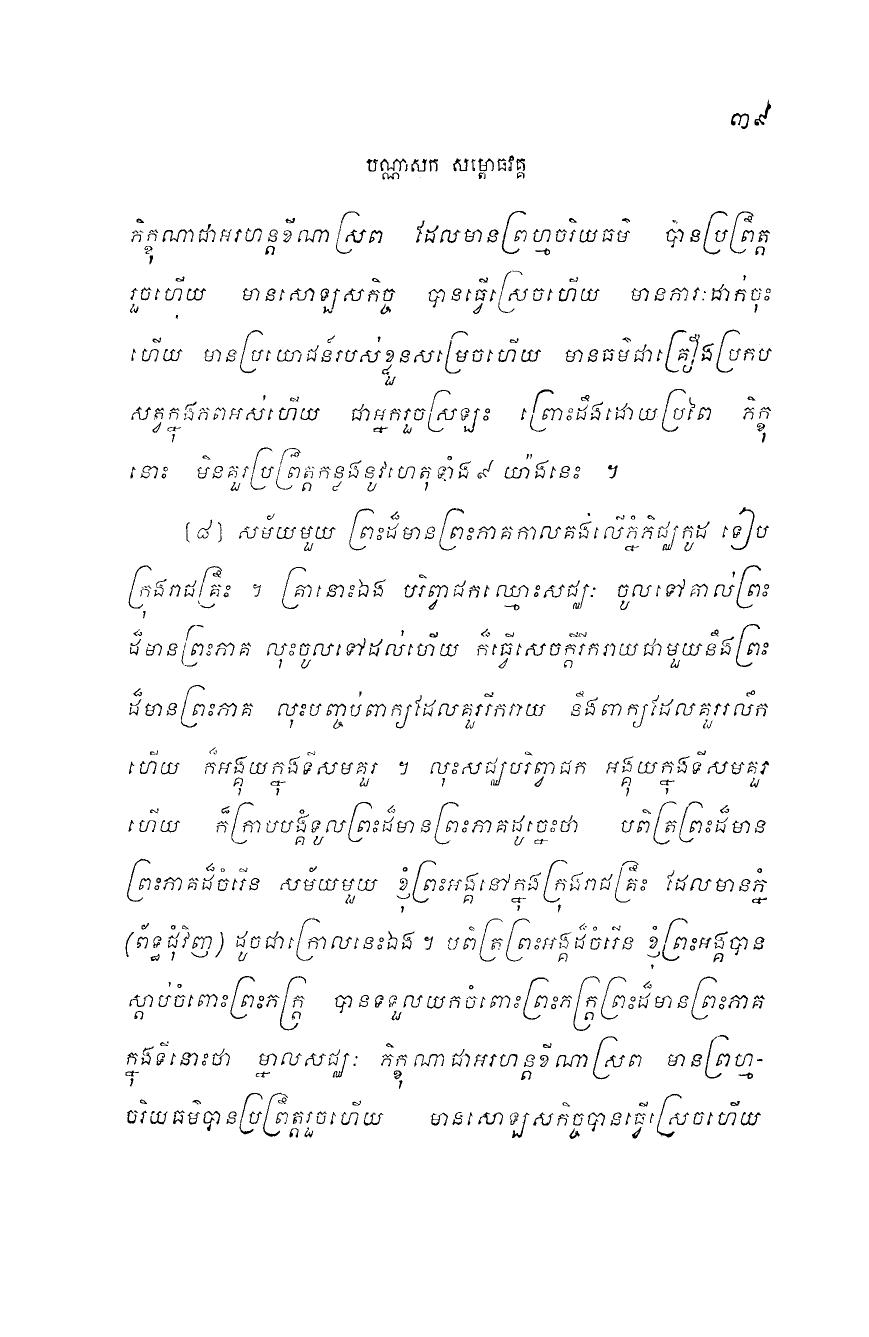 ៣៩
បណ្ណាសក សម្ពោធវគ្គ
ភិក្ខុណាជាអរហន្តខីណាស្រព ដែលមានព្រហ្មចរិយធម៌ បានប្រព្រឹត្ត
រួចហើយ មានសោឡសកិច្ច បានធ្វើស្រេចហើយ មានភារៈដាក់ចុះ
ហើយ មានប្រយោជន៍របស់ខ្លួនសម្រេចហើយ មានធម៌ជាគ្រឿងប្រកប
សត្វក្នុងភពអស់ហើយ ជាអ្នករួចស្រឡះ ព្រោះដឹងដោយប្រពៃ ភិក្ខុ
នោះ មិនគួរប្រព្រឹត្តកន្លងនូវហេតុទាំង ៩ យ៉ាងនេះ ។
[៨] សម័យមួយ ព្រះដ៏មានព្រះភាគកាលគង់លើភ្នំគិជ្ឈកូដ ទៀប
ក្រុងរាជគ្រឹះ ។ គ្រានោះឯង បរិព្វាជកឈ្មោះសជ្ឈៈ ចូលទៅគាល់ព្រះ
ដ៏មានព្រះភាគ លុះចូលទៅដល់ហើយ ក៏ធ្វើសេចក្តីរីករាយជាមួយនឹងព្រះ
ដ៏មានព្រះភាគ លុះបញ្ចប់ពាក្យដែលគួររីករាយ នឹងពាក្យដែលគួររលឹក
ហើយ ក៏អង្គុយក្នុងទីសមគួរ ។ លុះសជ្ឈបរិព្វាជក អង្គុយក្នុងទីសមគួរ
ហើយ ក៏ក្រាបបង្គំទូលព្រះដ៏មានព្រះភាគដូច្នេះថា បពិត្រព្រះដ៏មាន
ព្រះភាគដ៏ចំរើន សម័យមួយ ខ្ញុំព្រះអង្គនៅក្នុងក្រុងរាជគ្រឹះ ដែលមានភ្នំ
(ព័ទ្ធជុំវិញ) ដូចជាក្រោលនេះឯង ។ បពិត្រព្រះអង្គដ៏ចំរើន ខ្ញុំព្រះអង្គបាន
ស្តាប់ចំពោះព្រះភក្ត្រ បានទទួលយកចំពោះព្រះភក្ត្រព្រះដ៏មានព្រះភាគ
ក្នុងទីនោះថា ម្នាលសជ្ឈៈ ភិក្ខុណាជាអរហន្តខីណាស្រព មានព្រហ្ម-
ចរិយធម៌បានប្រព្រឹត្តរួចហើយ មានសោឡសកិច្ចបានធ្វើស្រេចហើយ